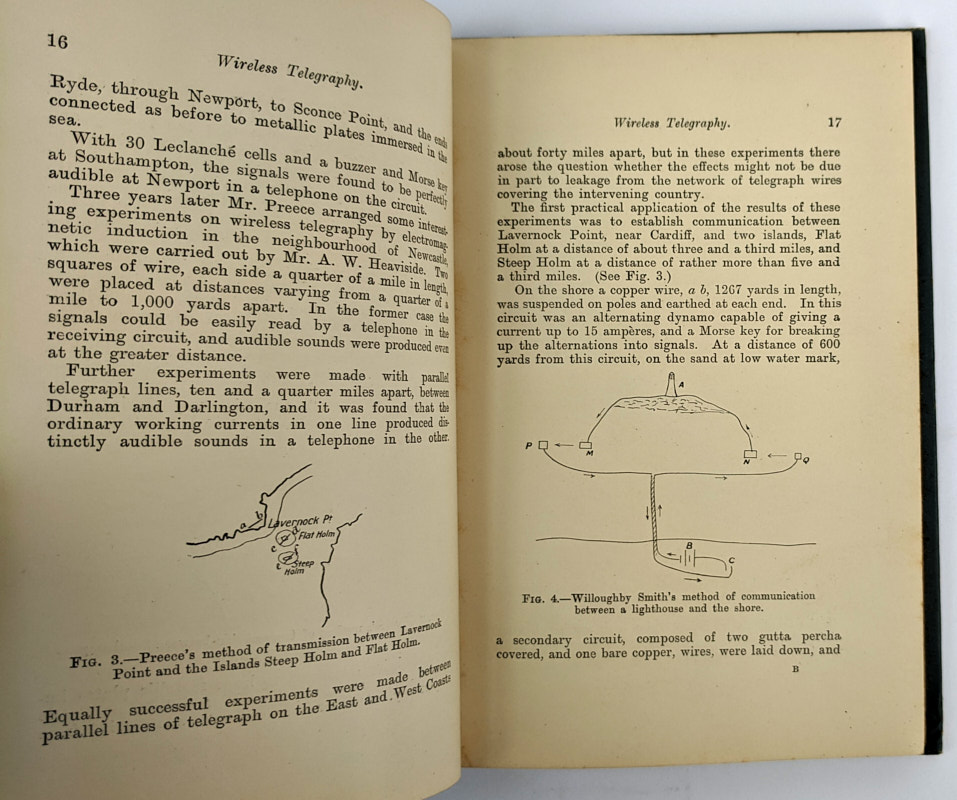 16
Wireless Telegraphy.
Ryde, through Newport, to Sconce Point, and the ends
connected as before to metallic plates immersed in the
sea.
With 30 Leclanché cells and a buzzer and Morse key
at Southampton, the signals were found to be perfectly
audible at Newport in a telephone on the circuit.
Three years later Mr. Preece arranged some interest-
ing experiments on wireless telegraphy by electromag-
netic induction in the neighbourhood of Newcastle,
which were carried out by Mr. A. W. Heaviside. Two
squares of wire, each side a quarter of a mile in length,
were placed at distances varying from a quarter of a
mile to 1,000 yards apart. In the former case the
signals could be easily read by a telephone in the
receiving circuit, and audible sounds were produced even
at the greater distance.
Further experiments were made with parallel
telegraph lines, ten and a quarter miles apart, between
Durham and Darlington, and it was found that the
ordinary working currents in one line produced dis-
tinctly audible sounds in a telephone in the other.
a b
Lavernock Pt
Flat Holm
Steep
Holm
FIG. 3.—Preece's method of transmission between Lavernock
Point and the Islands Steep Holm and Flat Holm.
Equally successful experiments were made between
parallel lines of telegraph on the East and West Coasts
Wireless Telegraphy.
17
about forty miles apart, but in these experiments there
arose the question whether the effects might not be due
in part to leakage from the network of telegraph wires
covering the intervening country.
The first practical application of the results of these
experiments was to establish communication between
Lavernock Point, near Cardiff, and two islands, Flat
Holm at a distance of about three and a third miles, and
Steep Holm at a distance of rather more than five and
a third miles. (See Fig. 3.)
On the shore a copper wire, a b, 1267 yards in length,
was suspended on poles and earthed at each end. In this
circuit was an alternating dynamo capable of giving a
current up to 15 ampères, and a Morse key for breaking
up the alternations into signals. At a distance of 600
yards from this circuit, on the sand at low water mark,
A
P
M
N
Q
B
C
FIG. 4.—Willoughby Smith's method of communication
between a lighthouse and the shore.
a secondary circuit, composed of two gutta percha
covered, and one bare copper, wires, were laid down, and
B